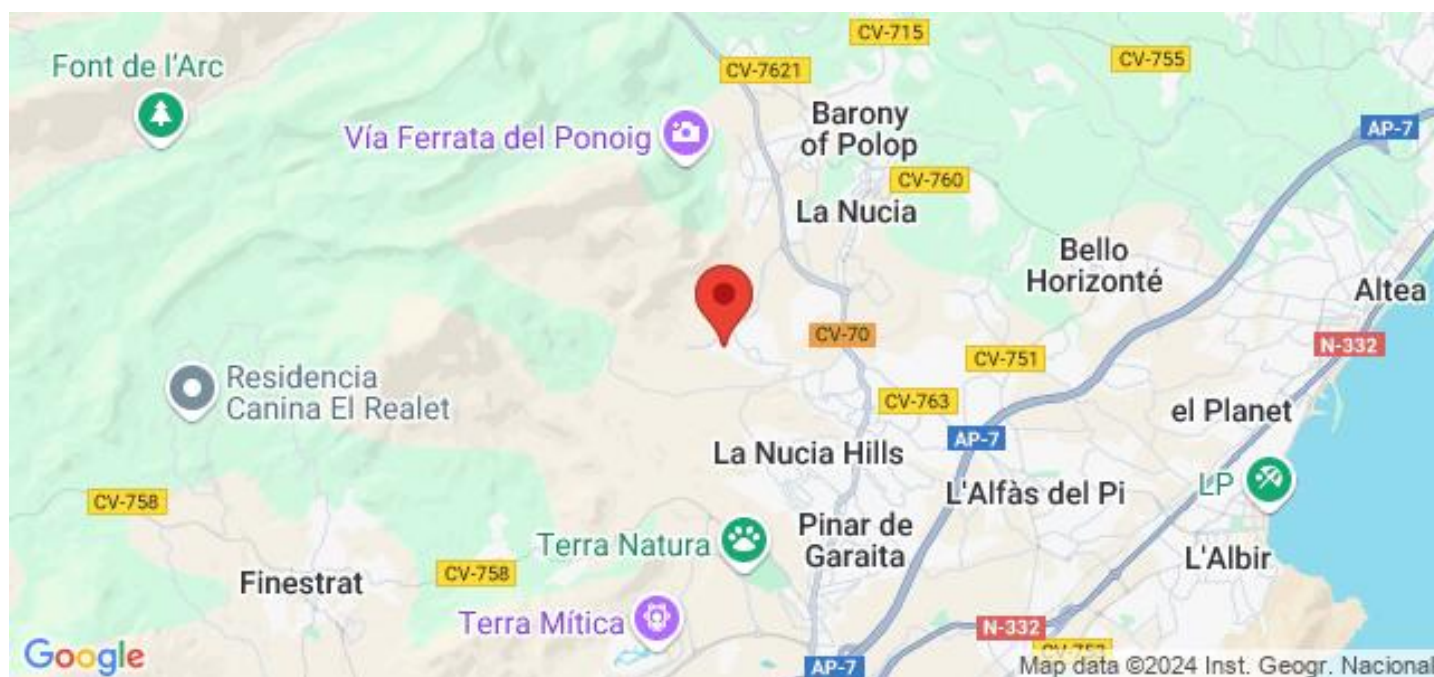 CV-715
Font de l'Arc
CV-755
CV-7621
Barony
of Polop
AP-7
Vía Ferrata del Ponoig
CV-760
La Nucia
Bello
Horizonté
Altea
CV-70
N-332
CV-751
Residencia
Canina El Realet
CV-763
el Planet
AP-7
La Nucia Hills
LP
CV-758
L'Alfàs del Pi
Pinar de
Garaita
Terra Natura
L'Albir
CV-758
Finestrat
Terra Mítica
N-332
Google
AP-7
Map data ©2024 Inst. Geogr. Nacional